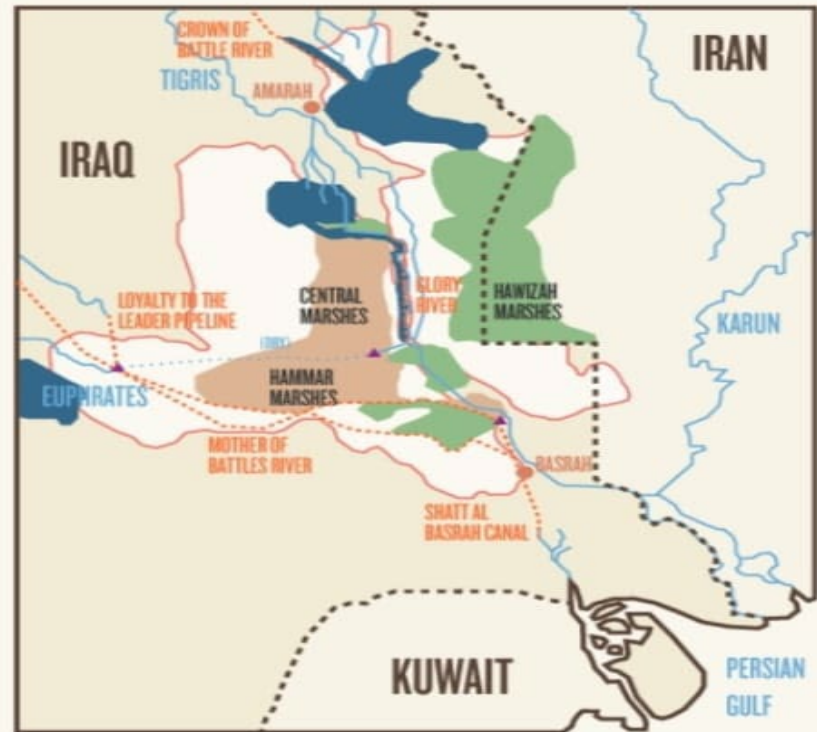 CROWN OF
BATTLE RIVER
IRAN
TIGRIS
AMARAH
IRAQ
CENTRAL
MARSHES
GLORY
RIVER
HAWIZAH
MARSHES
LOYALTY TO THE
LEADER PIPELINE
KARUN
(DRY)
HAMMAR
MARSHES
EUPHRATES
MOTHER OF
BATTLES RIVER
BASRAH
SHATT AL
BASRAH CANAL
KUWAIT
PERSIAN
GULF